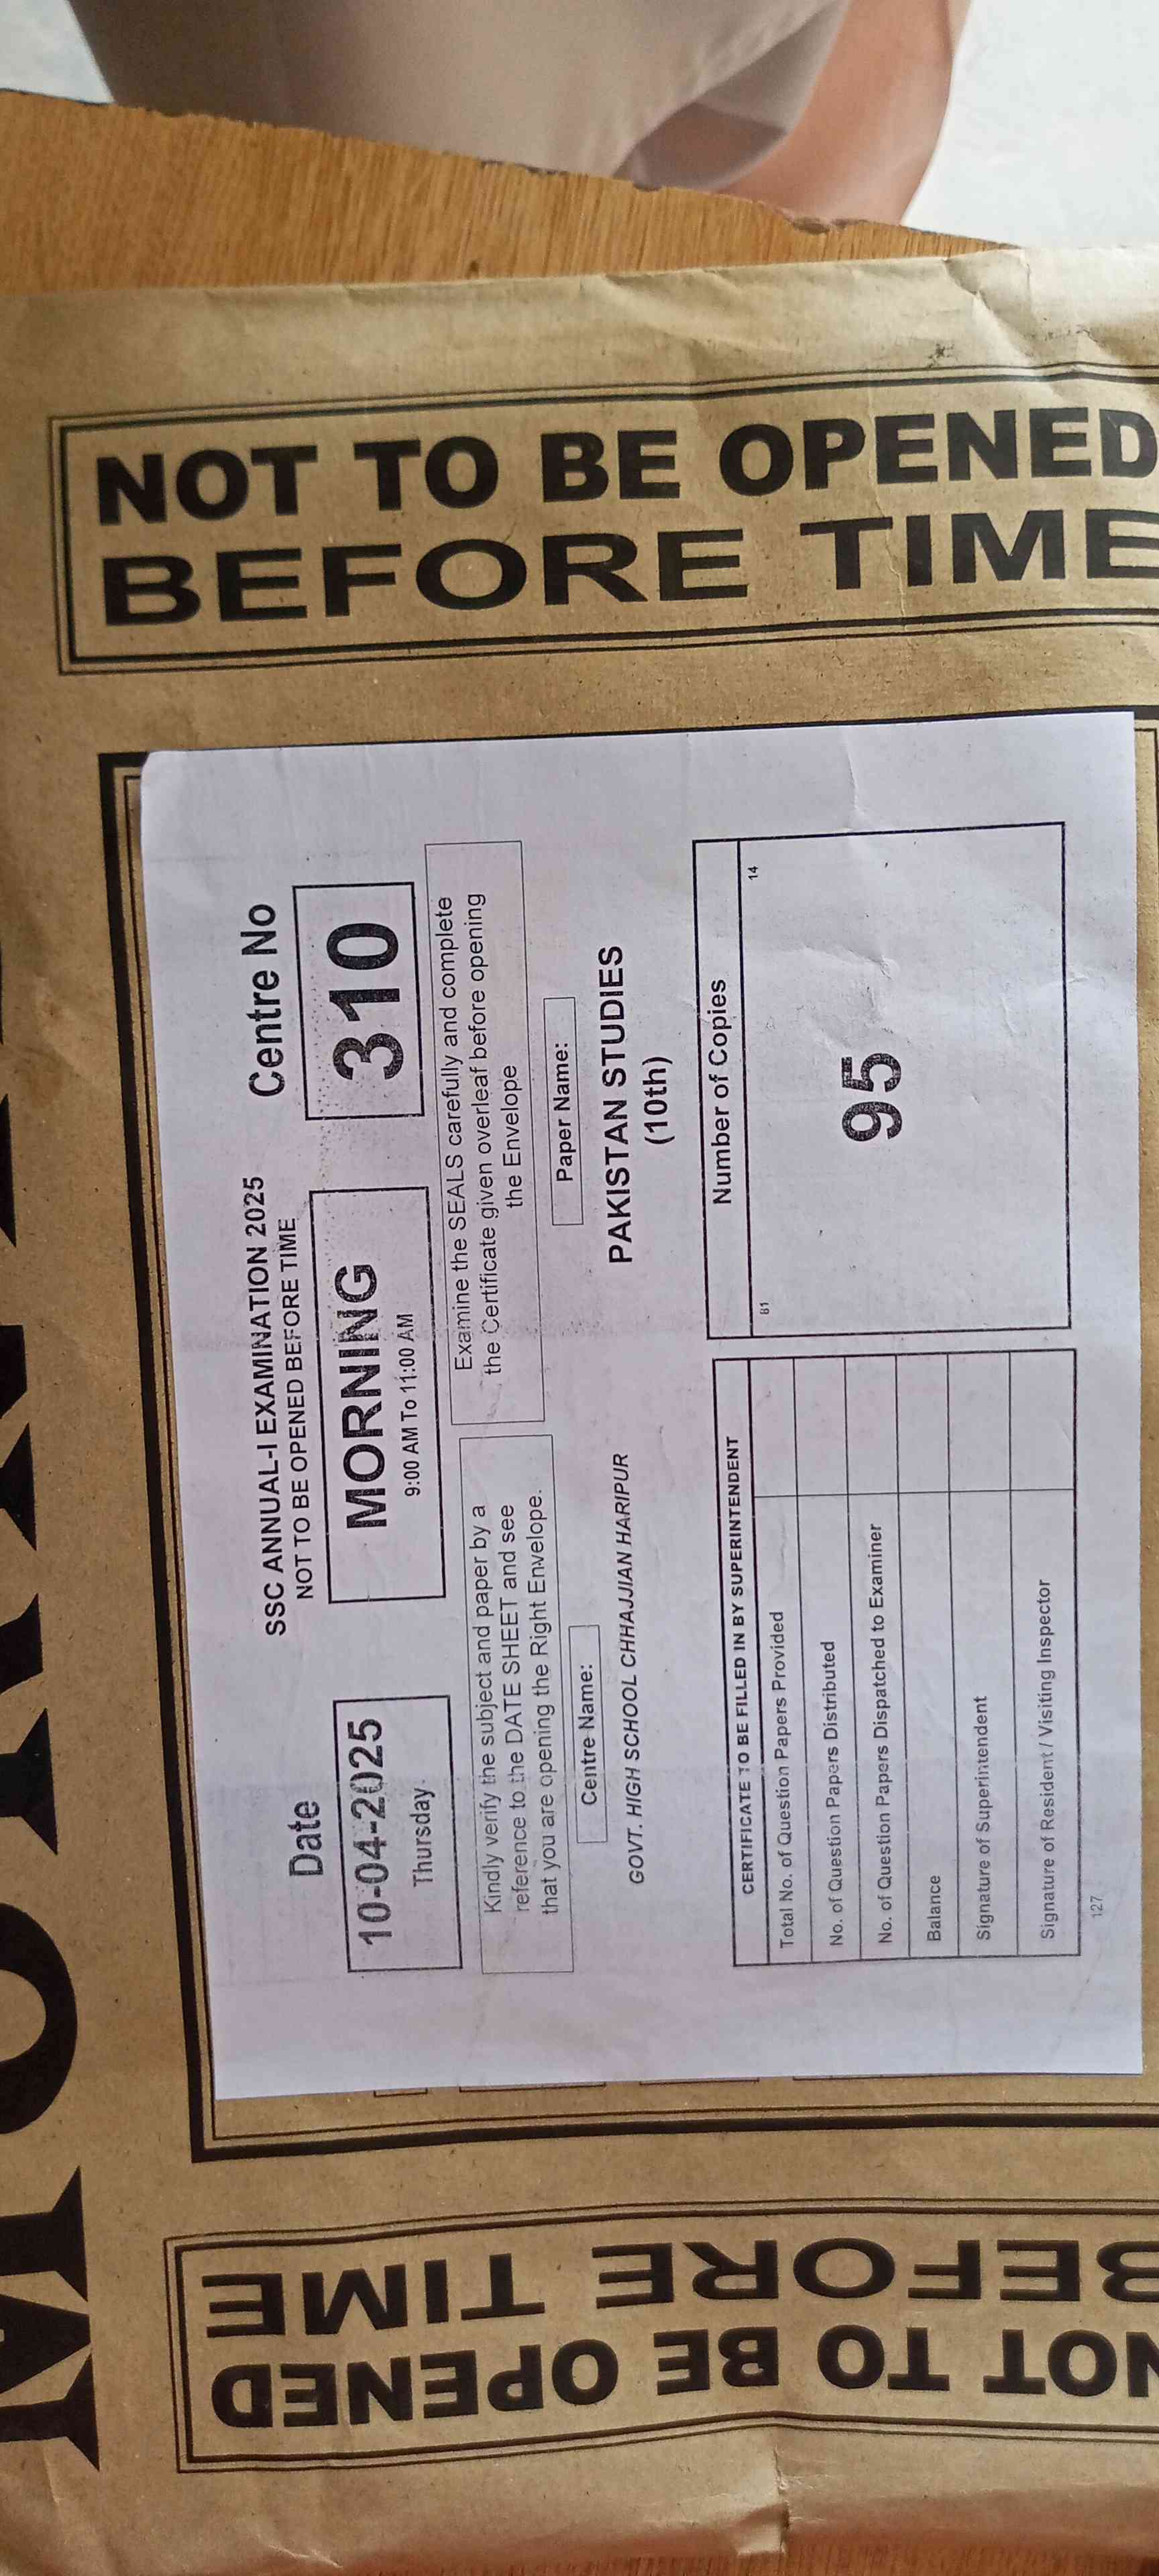 NOT TO BE OPENED
BEFORE TIME
SSC ANNUAL-I EXAMINATION 2025
NOT TO BE OPENED BEFORE TIME
Date
Centre No
10-04-2025
Thursday
MORNING
9:00 AM To 11:00 AM
310
Kindly verify the subject and paper by a
reference to the DATE SHEET and see
that you are opening the Right Envelope.
Examine the SEALS carefully and complete
the Certificate given overleaf before opening
the Envelope
Centre Name:
GOVT. HIGH SCHOOL CHHAJJIAN HARIPUR
Paper Name:
PAKISTAN STUDIES
(10th)
CERTIFICATE TO BE FILLED IN BY SUPERINTENDENT
Total No. of Question Papers Provided
No. of Question Papers Distributed
No. of Question Papers Dispatched to Examiner
Balance
Signature of Superintendent
Signature of Resident / Visiting Inspector
127
Number of Copies
81
14
95
NOT TO BE OPENED
BEFORE TIME